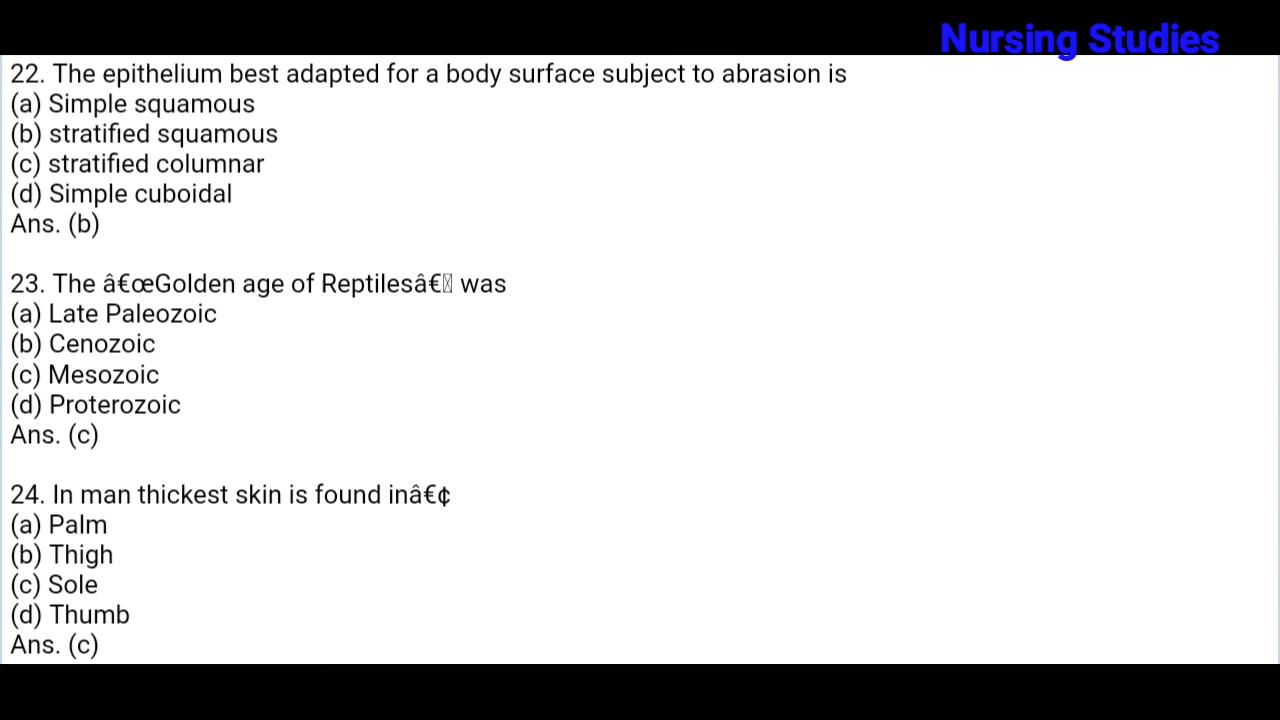 Nursing Studies
22. The epithelium best adapted for a body surface subject to abrasion is
(a) Simple squamous
(b) stratified squamous
(c) stratified columnar
(d) Simple cuboidal
Ans. (b)
23. The â€œGolden age of Reptilesâ€ was
(a) Late Paleozoic
(b) Cenozoic
(c) Mesozoic
(d) Proterozoic
Ans. (c)
24. In man thickest skin is found inâ€¢
(a) Palm
(b) Thigh
(c) Sole
(d) Thumb
Ans. (c)